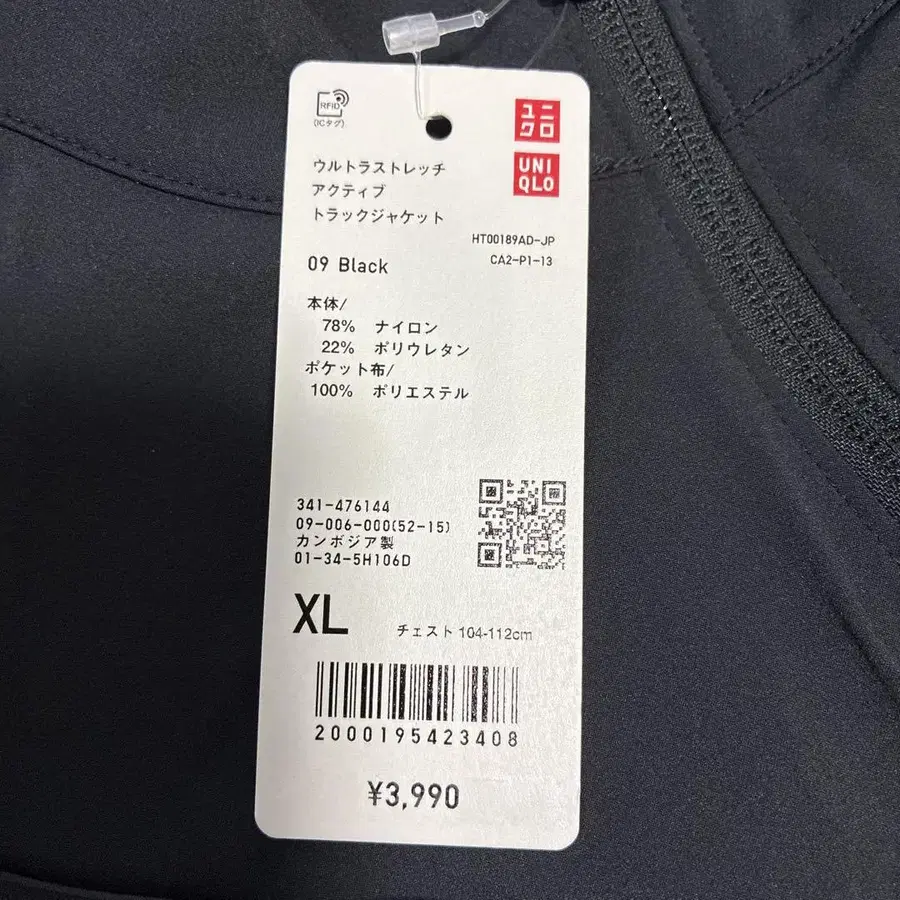 RFID
(ICタグ)
ユニ
クロ
UNI
QLO
ウルトラストレッチ
アクティブ
トラックジャケット
HT00189AD-JP
CA2-P1-13
09 Black
本体/
78% ナイロン
22% ポリウレタン
ポケット布/
100% ポリエステル
341-476144
09-006-000(52-15)
カンボジア製
01-34-5H106D
XL
チェスト 104-112cm
2000195423408
¥3,990